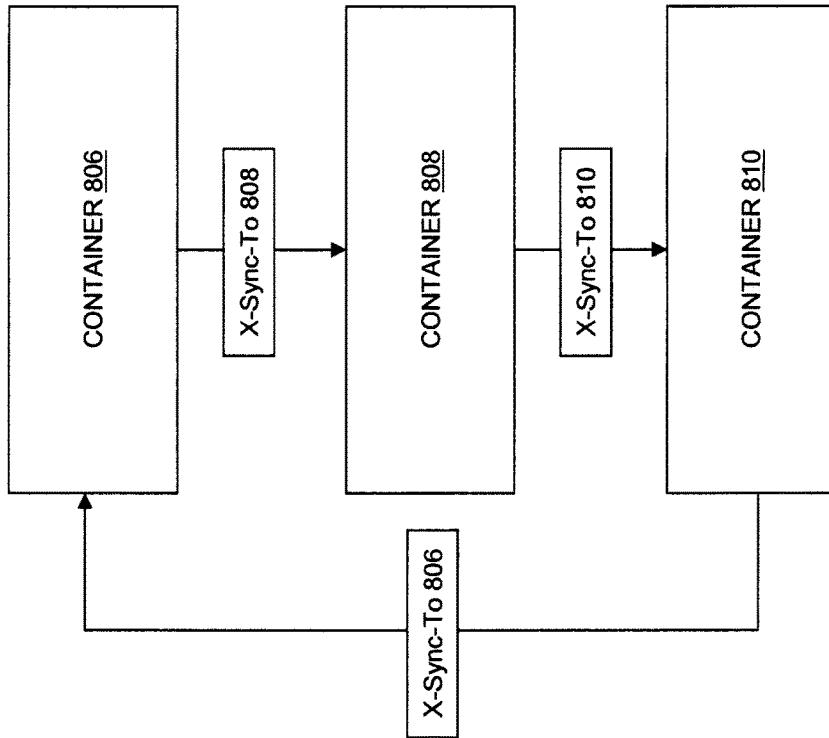 CONTAINER 806
X-Sync-To 808
CONTAINER 808
X-Sync-To 810
CONTAINER 810
X-Sync-To 806